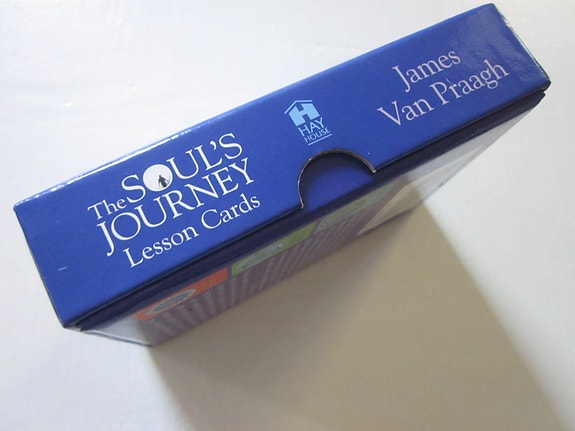 The SOUL'S
JOURNEY
Lesson Cards
HAY
HOUSE
James
Van Praagh